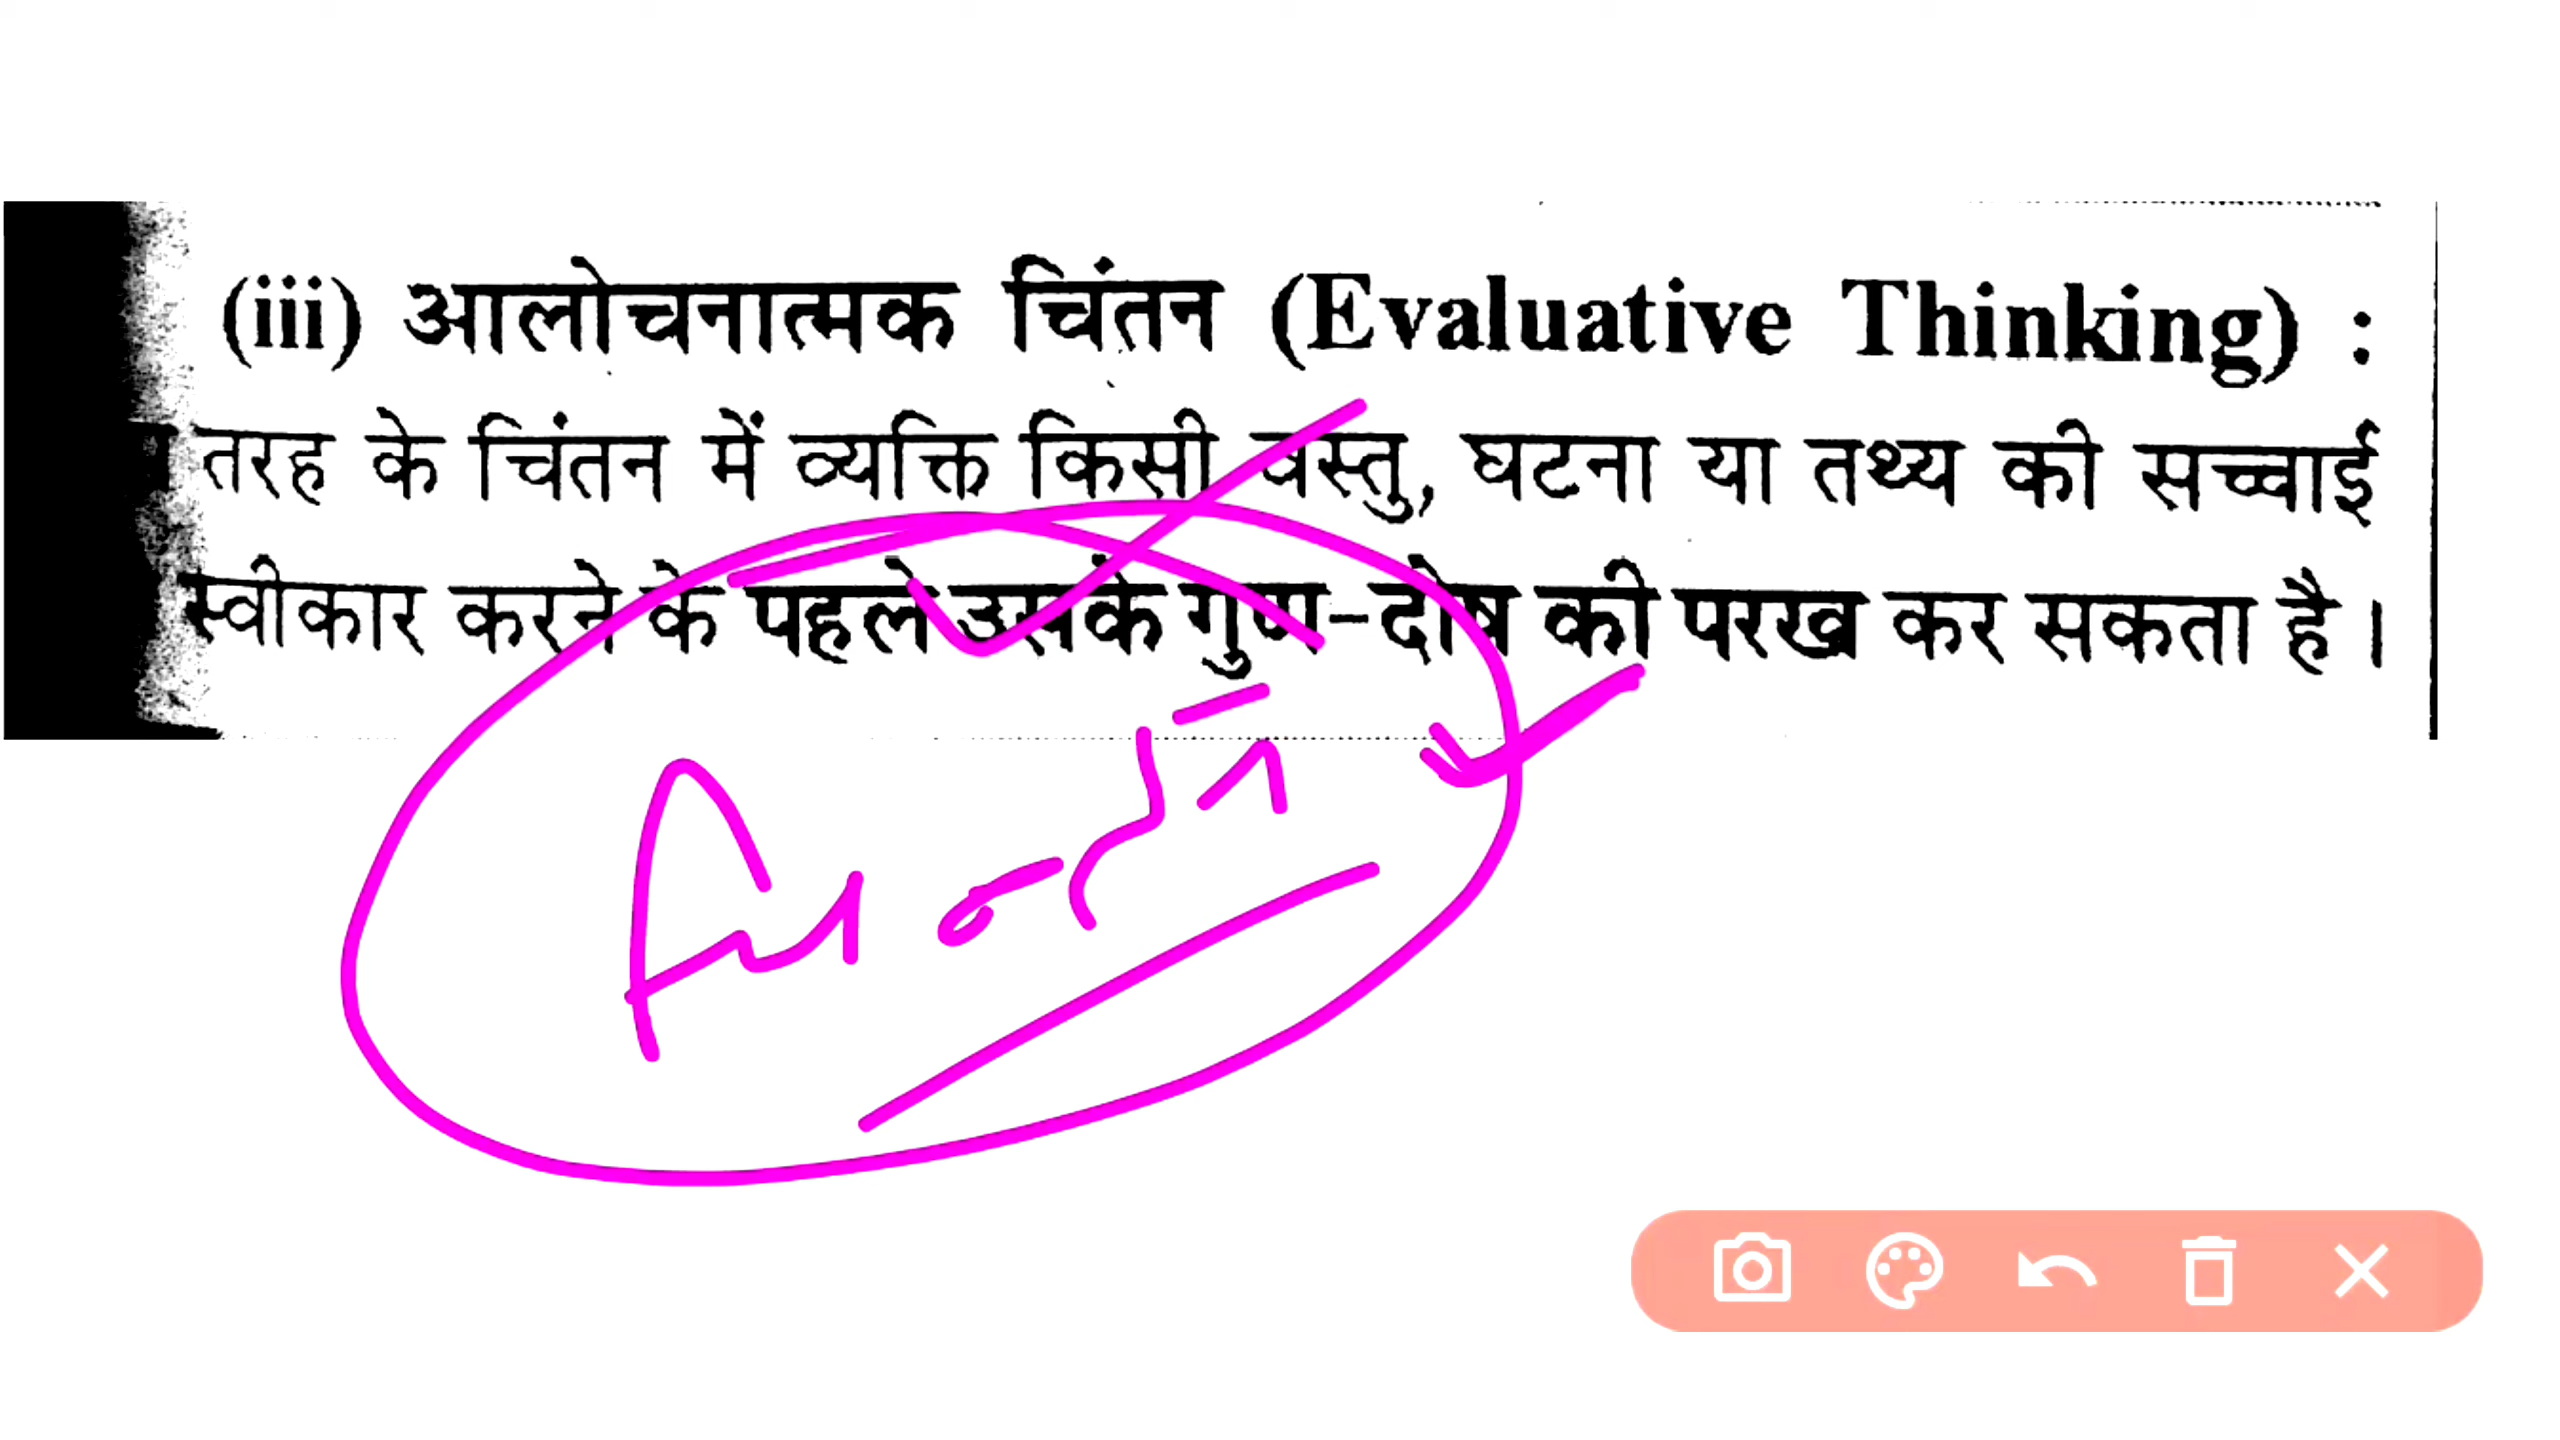 (iii) आलोचनात्मक चिंतन (Evaluative Thinking) :
तरह के चिंतन में व्यक्ति किसी वस्तु, घटना या तथ्य की सच्चाई
स्वीकार करने के पहले उसके गुण-दोष की परख कर सकता है।